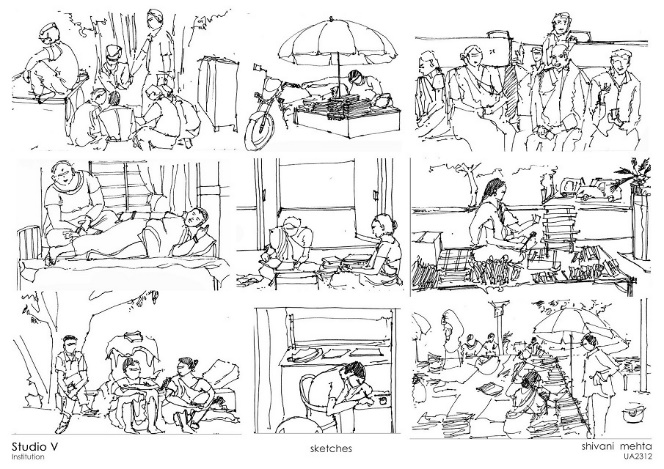 Studio V
Institution
sketches
shivani mehta
UA2312